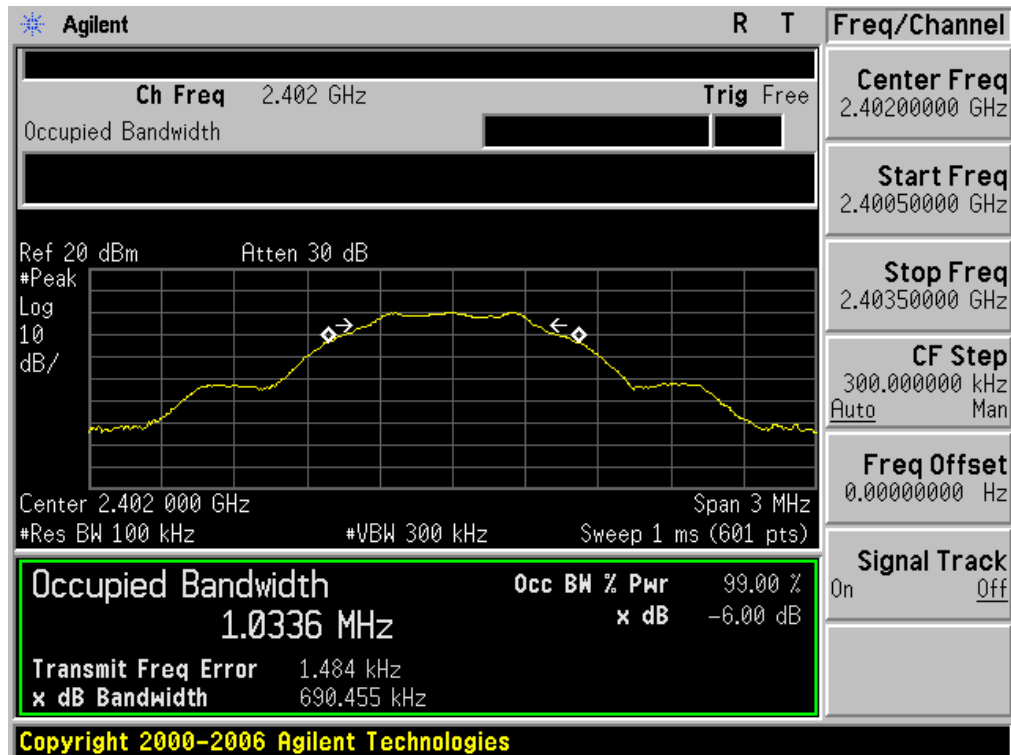 Agilent R T Freq/Channel
Ch Freq 2.402 GHz Trig Free
Occupied Bandwidth
Center Freq
2.40200000 GHz
Start Freq
2.40050000 GHz
Stop Freq
2.40350000 GHz
CF Step
300.000000 kHz
Auto Man
Freq Offset
0.00000000 Hz
Signal Track
On Off
Ref 20 dBm Atten 30 dB
#Peak
Log
10
dB/
Center 2.402 000 GHz Span 3 MHz
#Res BW 100 kHz #VBW 300 kHz Sweep 1 ms (601 pts)
Occupied Bandwidth Occ BW % Pwr 99.00 %
1.0336 MHz x dB -6.00 dB
Transmit Freq Error 1.484 kHz
x dB Bandwidth 690.455 kHz
Copyright 2000-2006 Agilent Technologies